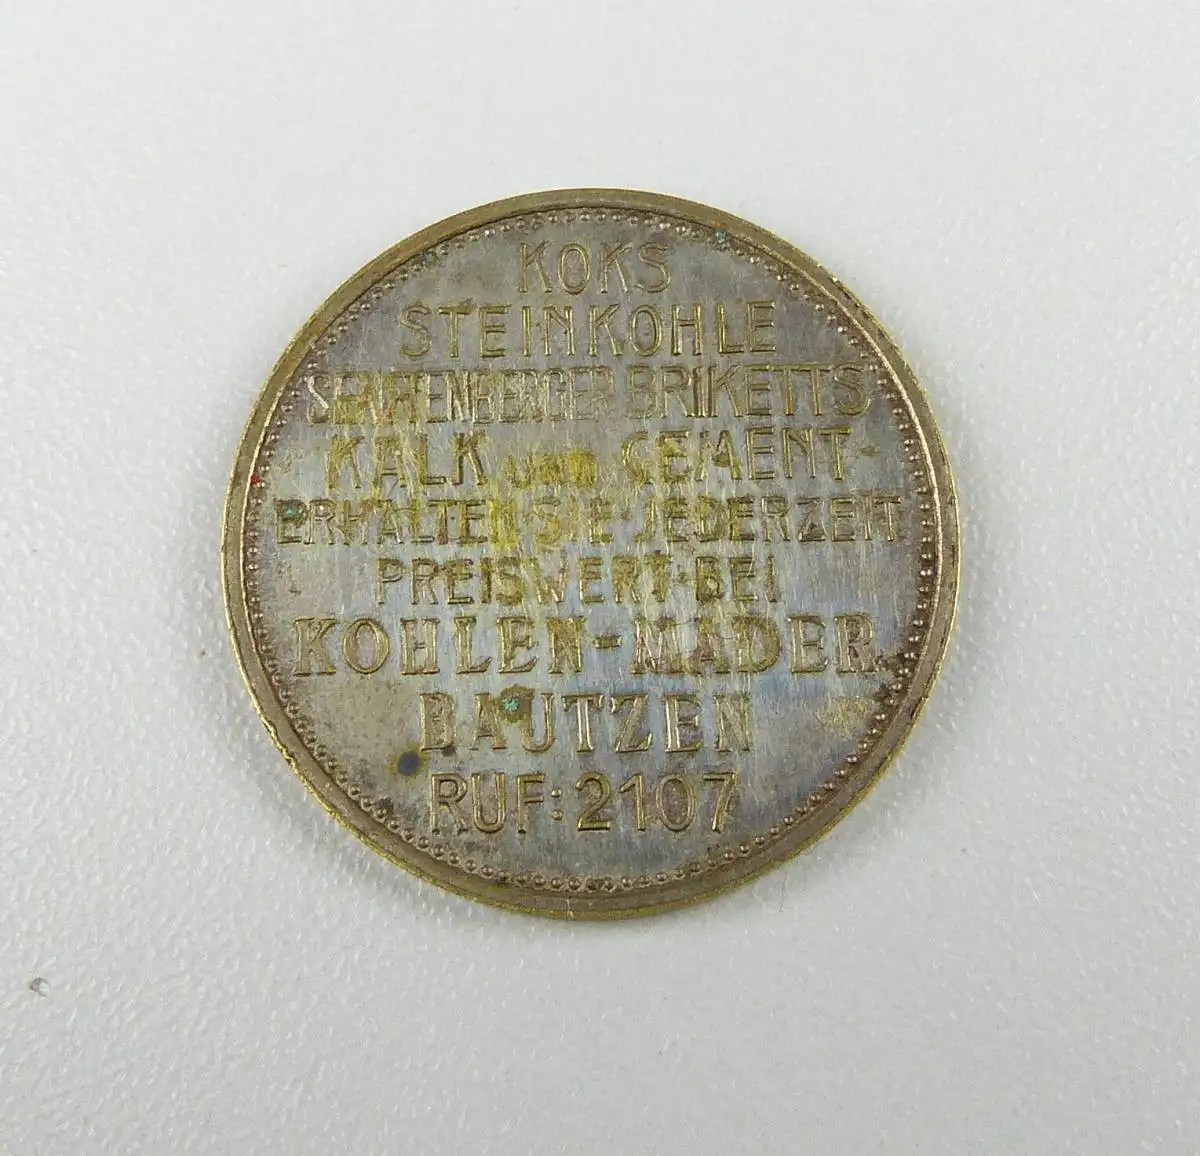 KOKS
STEINKOHLE
SENFTENBERGER BRIKETTS
KALK UND CEMENT-
ERHALTEN·SIE·JEDERZEIT
PREISWERT·BEI
KOHLEN-MADER
BAUTZEN
RUF: 2107